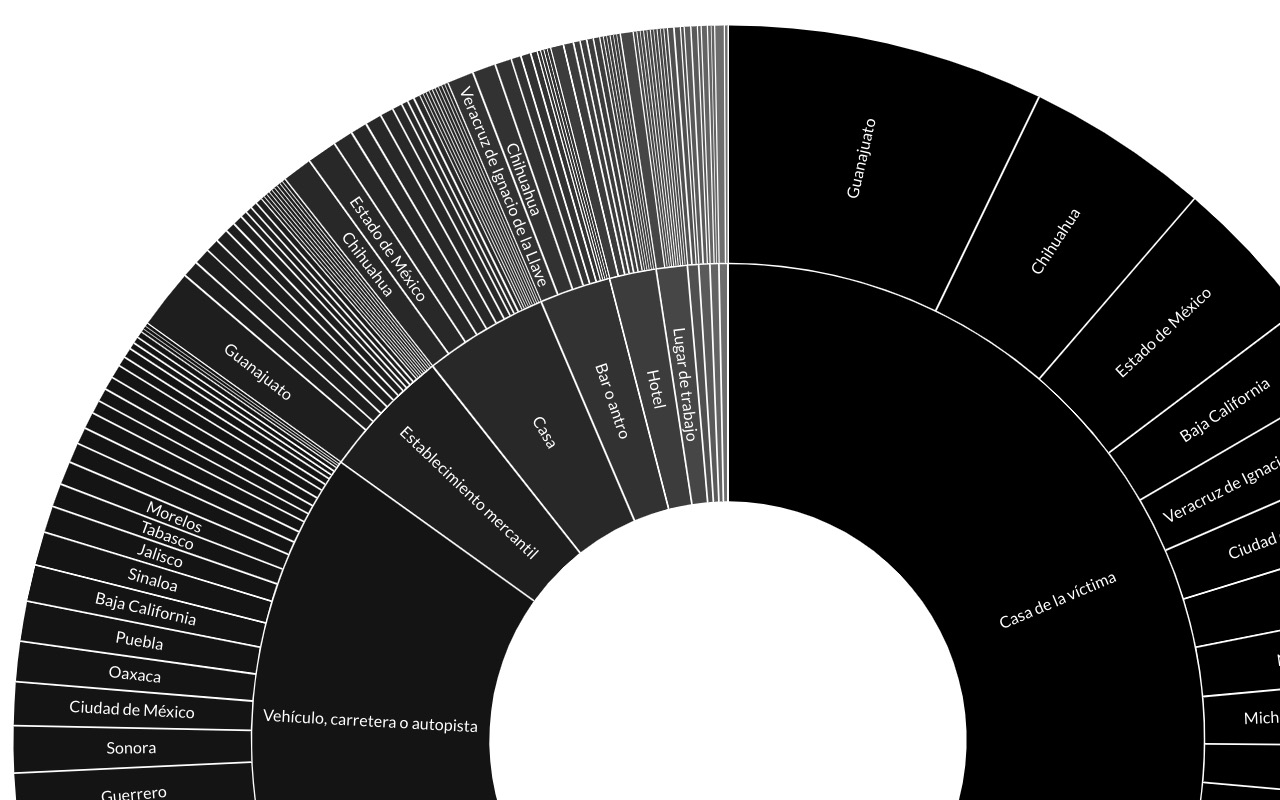 Guanajuato
Chihuahua
Estado de México
Baja California
Veracruz de Ignaci
Ciudad
Mich
Casa de la víctima
Veracruz de Ignacio de la Llave
Chihuahua
Estado de México
Chihuahua
Guanajuato
Morelos
Tabasco
Jalisco
Sinaloa
Baja California
Puebla
Oaxaca
Ciudad de México
Sonora
Guerrero
Lugar de trabajo
Hotel
Bar o antro
Casa
Establecimiento mercantil
Vehículo, carretera o autopista